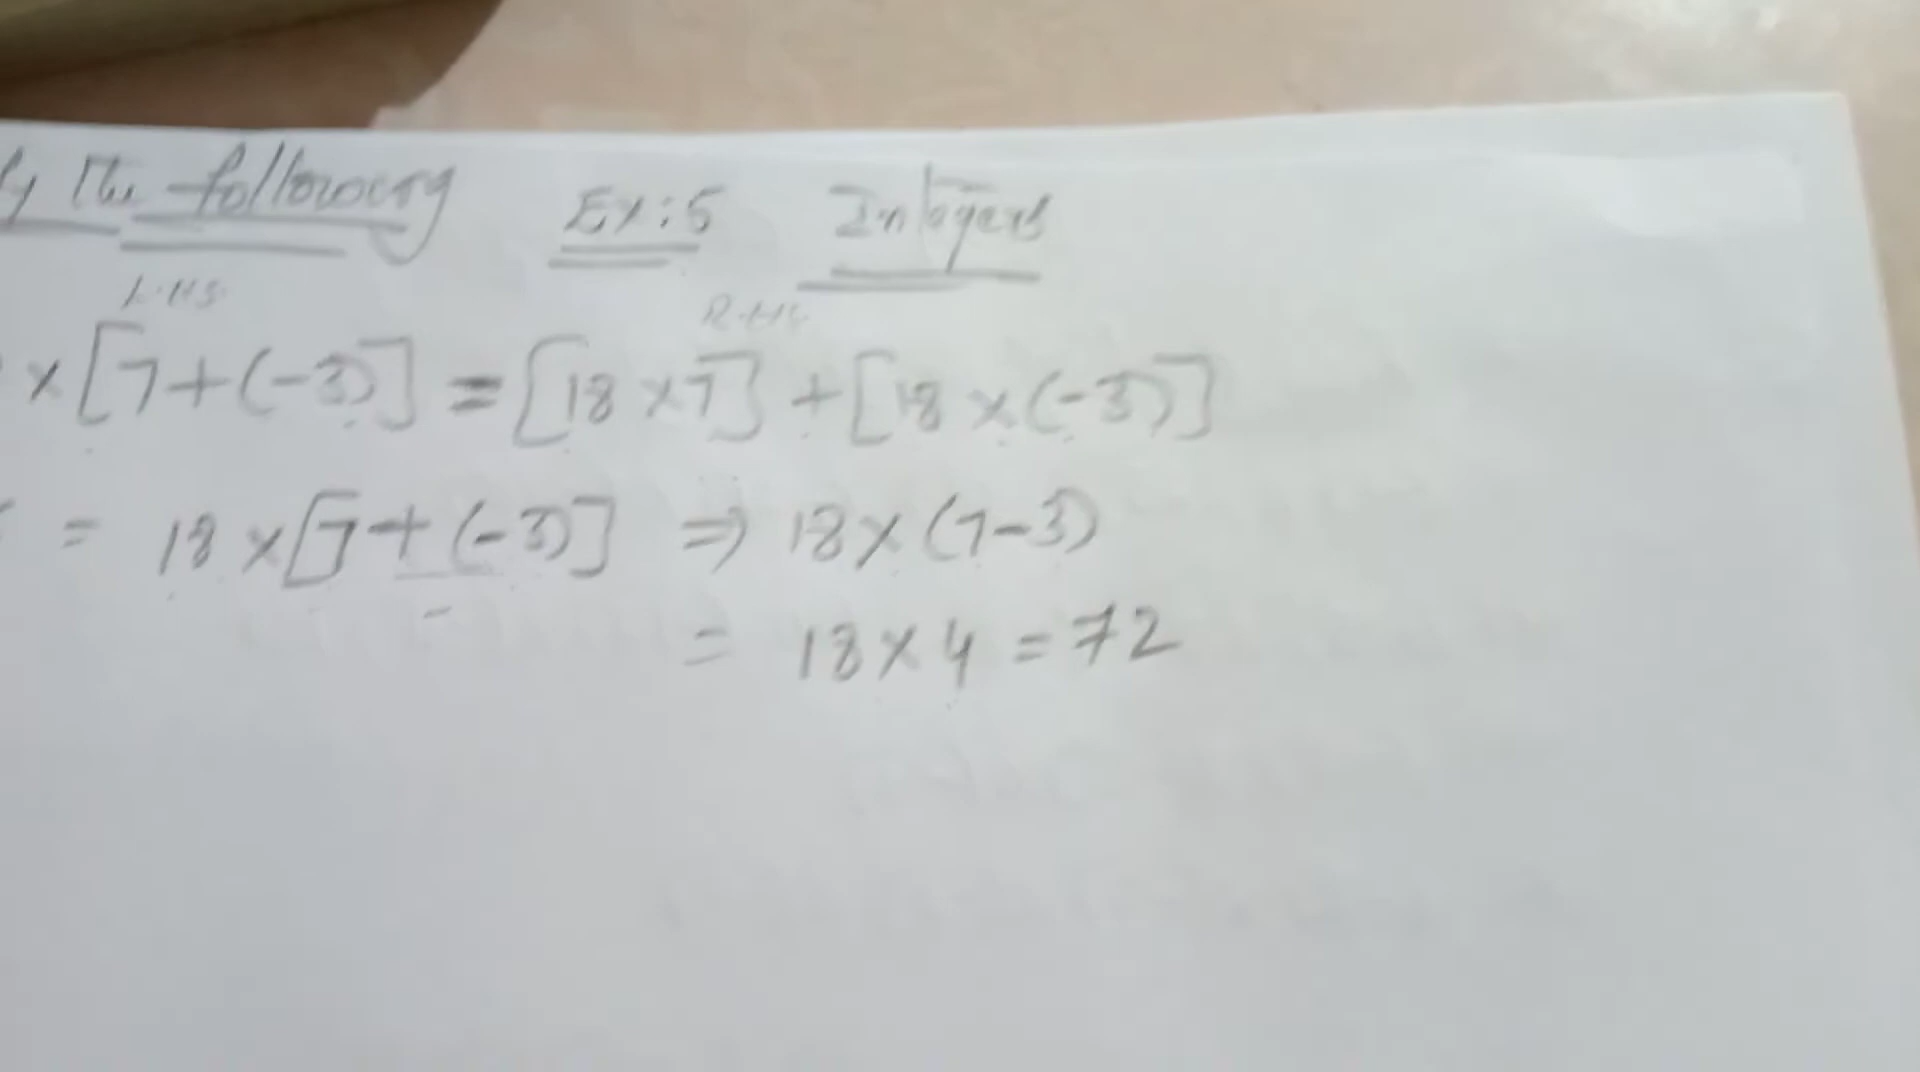 the following Ex:5 Integers
L.H.S R.H.S
×[7+(-3)] = [18×7]+[18×(-3)]
= 18×[7+(-3)] ⇒ 18×(7-3)
= 18×4=72